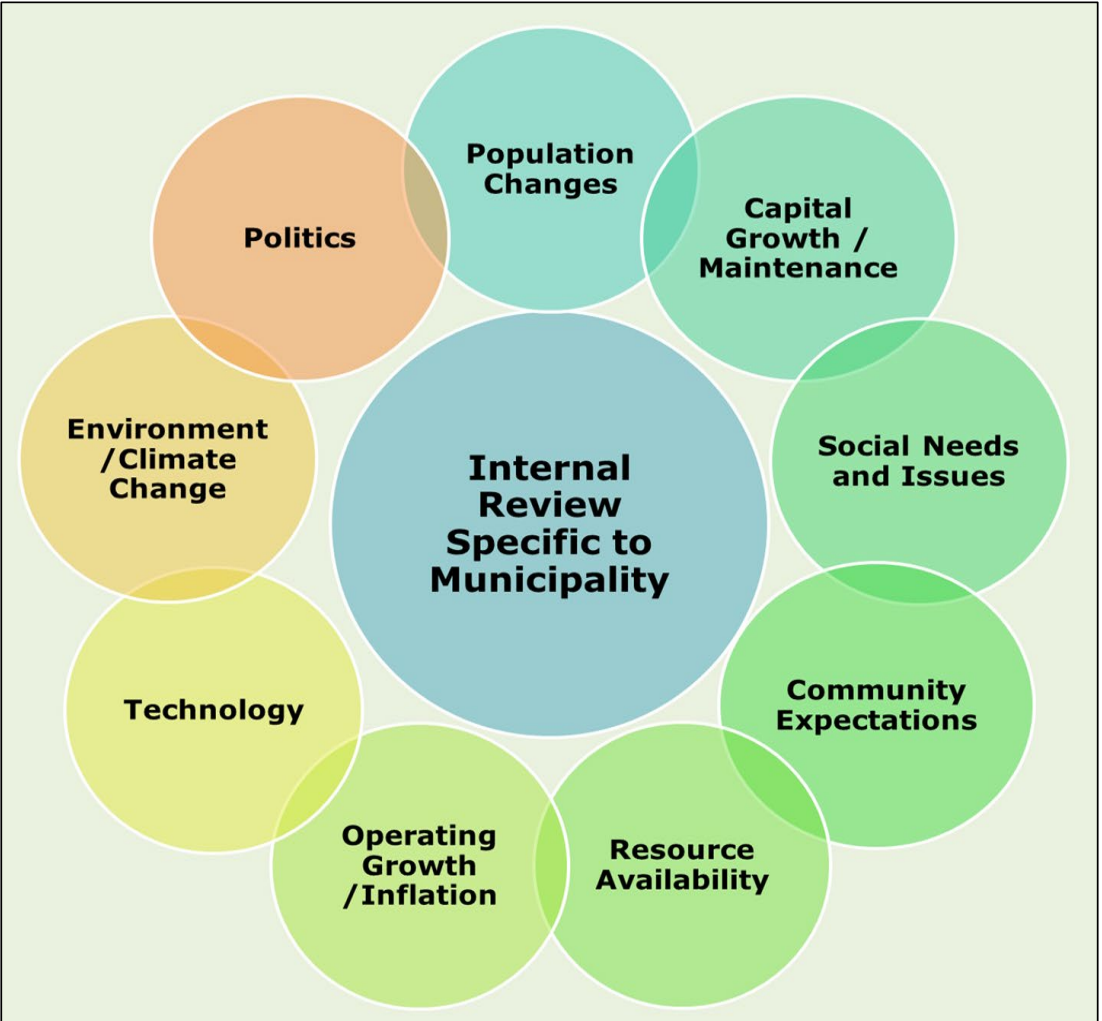 Population
Changes
Capital
Growth /
Maintenance
Social Needs
and Issues
Community
Expectations
Resource
Availability
Operating
Growth
/Inflation
Technology
Environment
/Climate
Change
Politics
Internal
Review
Specific to
Municipality